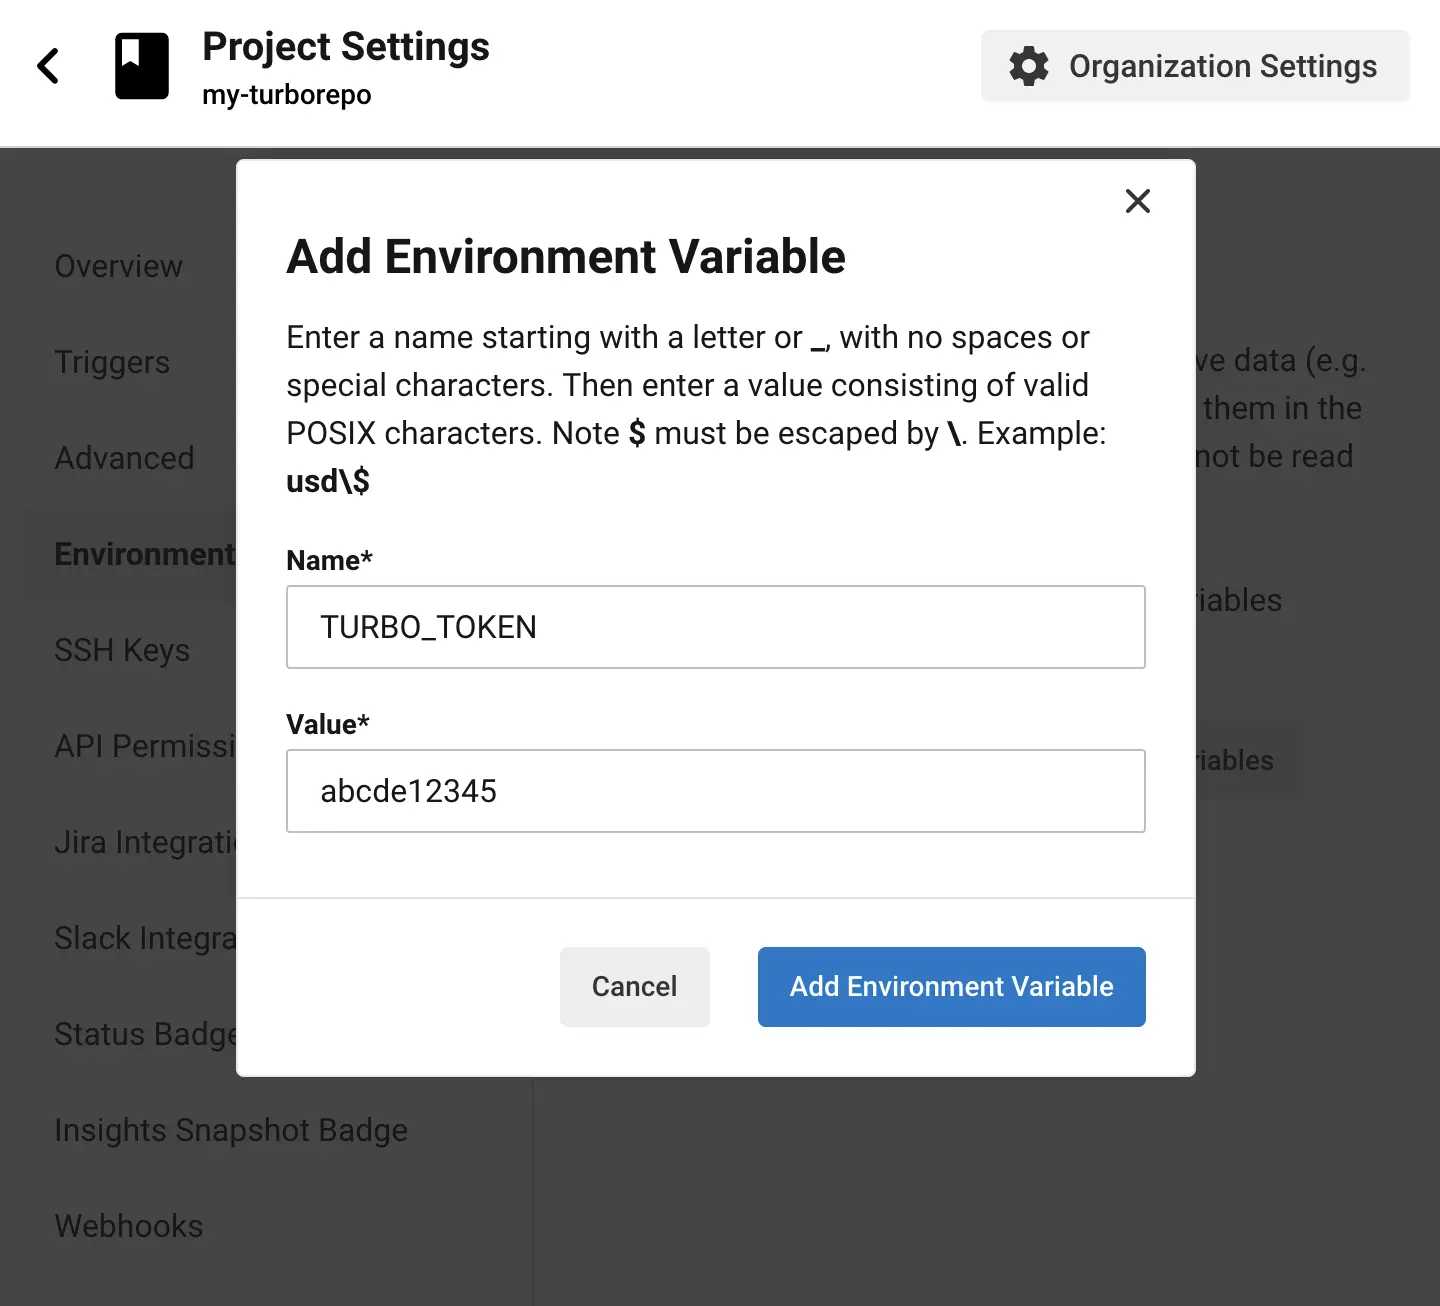 Project Settings
my-turborepo
Organization Settings
Add Environment Variable
Enter a name starting with a letter or _, with no spaces or
special characters. Then enter a value consisting of valid
POSIX characters. Note $ must be escaped by \. Example:
usd\$
Name*
TURBO_TOKEN
Value*
abcde12345
Cancel
Add Environment Variable
Overview
Triggers
Advanced
Environment
SSH Keys
API Permissi
Jira Integrati
Slack Integra
Status Badge
Insights Snapshot Badge
Webhooks
ve data (e.g.
them in the
not be read
riables
riables